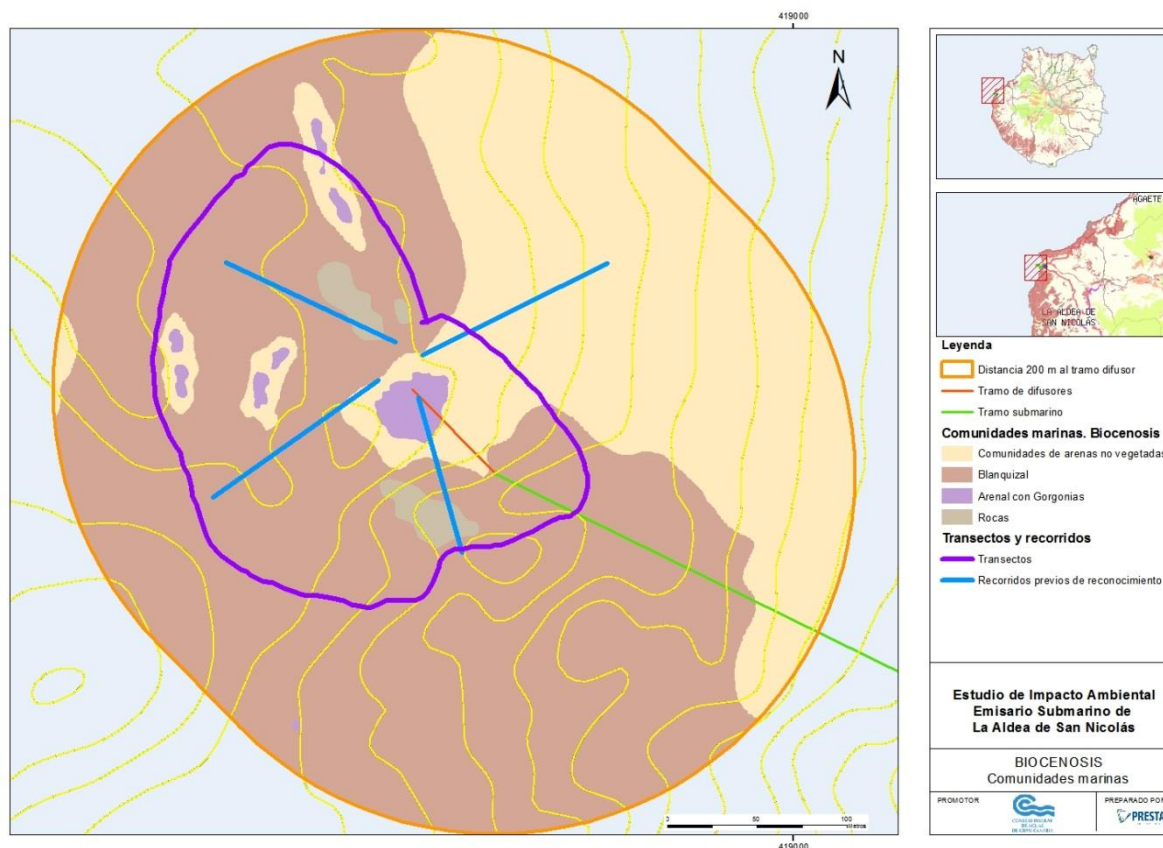 419000
N
50
100
419000
AGAETE
LA ALDEA DE
SAN NICOLÁS
Leyenda
Distancia 200 m al tramo difusor
Tramo de difusores
Tramo submarino
Comunidades marinas. Biocenosis
Comunidades de arenas no vegetadas
Blanquizal
Arenal con Gorgonias
Rocas
Transectos y recorridos
Transectos
Recorridos previos de reconocimiento
Estudio de Impacto Ambiental
Emisario Submarino de
La Aldea de San Nicolás
BIOCENOSIS
Comunidades marinas
PROMOTOR
PREPARADO POR
PRESTA